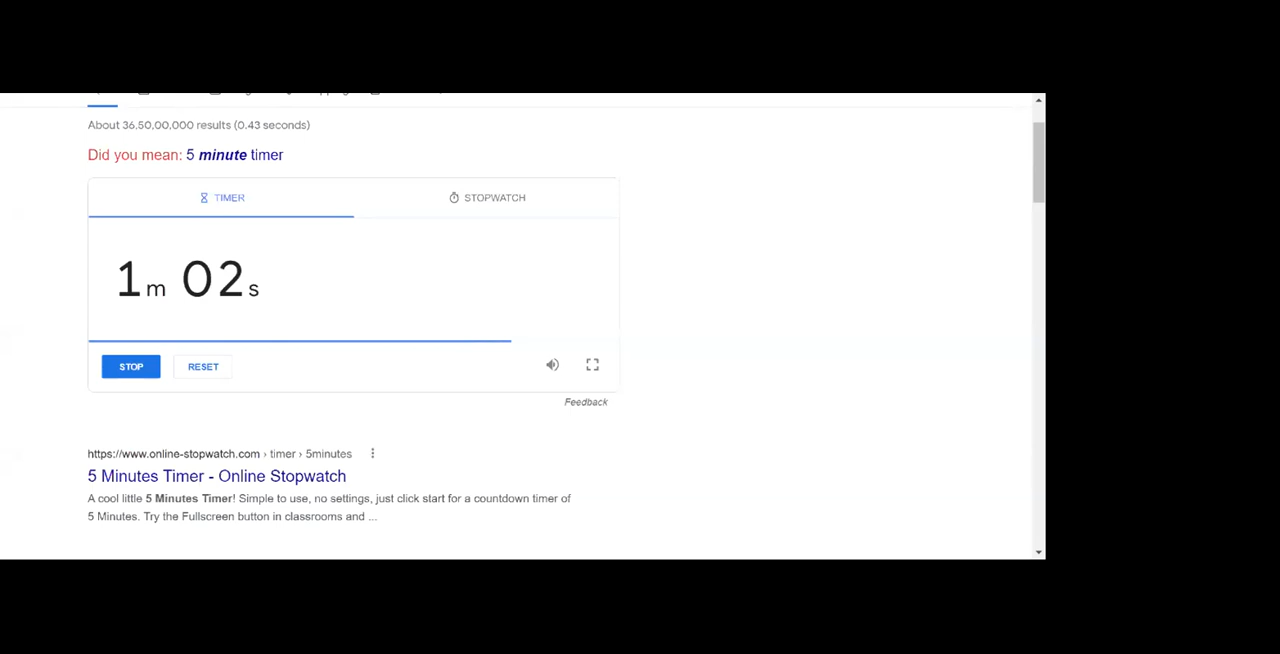 About 36,50,00,000 results (0.43 seconds)
Did you mean: 5 minute timer
TIMER
STOPWATCH
1m 02s
STOP
RESET
Feedback
https://www.online-stopwatch.com › timer › 5minutes
5 Minutes Timer - Online Stopwatch
A cool little 5 Minutes Timer! Simple to use, no settings, just click start for a countdown timer of
5 Minutes. Try the Fullscreen button in classrooms and ...